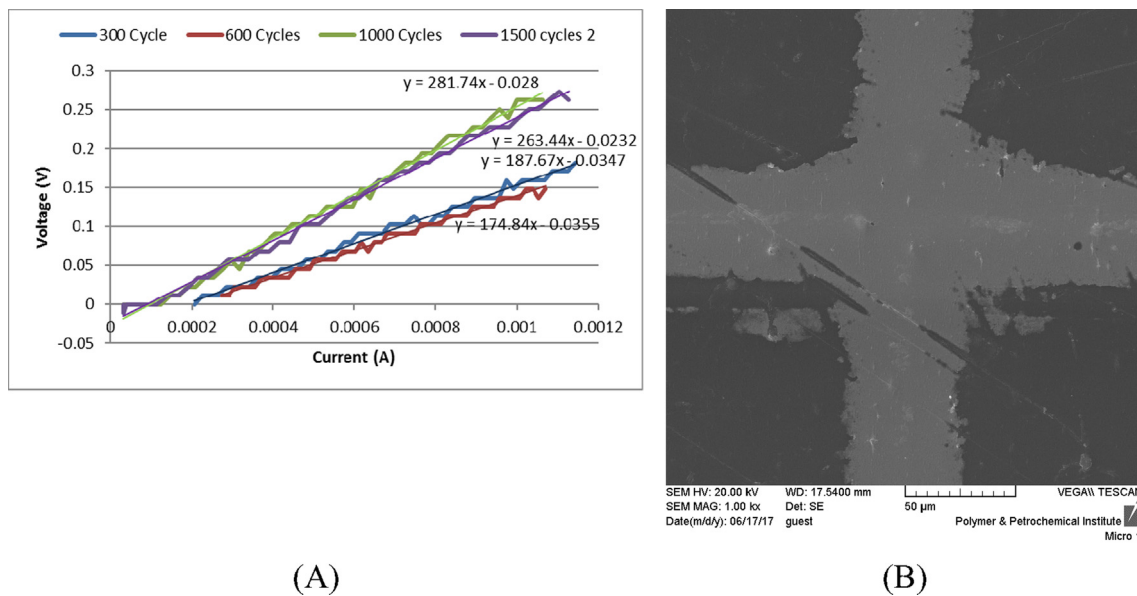 300 Cycle 600 Cycles 1000 Cycles 1500 cycles 2
0.3
0.25
0.2
0.15
0.1
0.05
0
-0.05
Voltage (V)
y = 281.74x - 0.028
y = 263.44x - 0.0232
y = 187.67x - 0.0347
y = 174.84x - 0.0355
0 0.0002 0.0004 0.0006 0.0008 0.001 0.0012
Current (A)
SEM HV: 20.00 kV WD: 17.5400 mm VEGA\\ TESCAN
SEM MAG: 1.00 kx Det: SE 50 µm
Date(m/d/y): 06/17/17 guest Polymer & Petrochemical Institute
Micro
(A) (B)